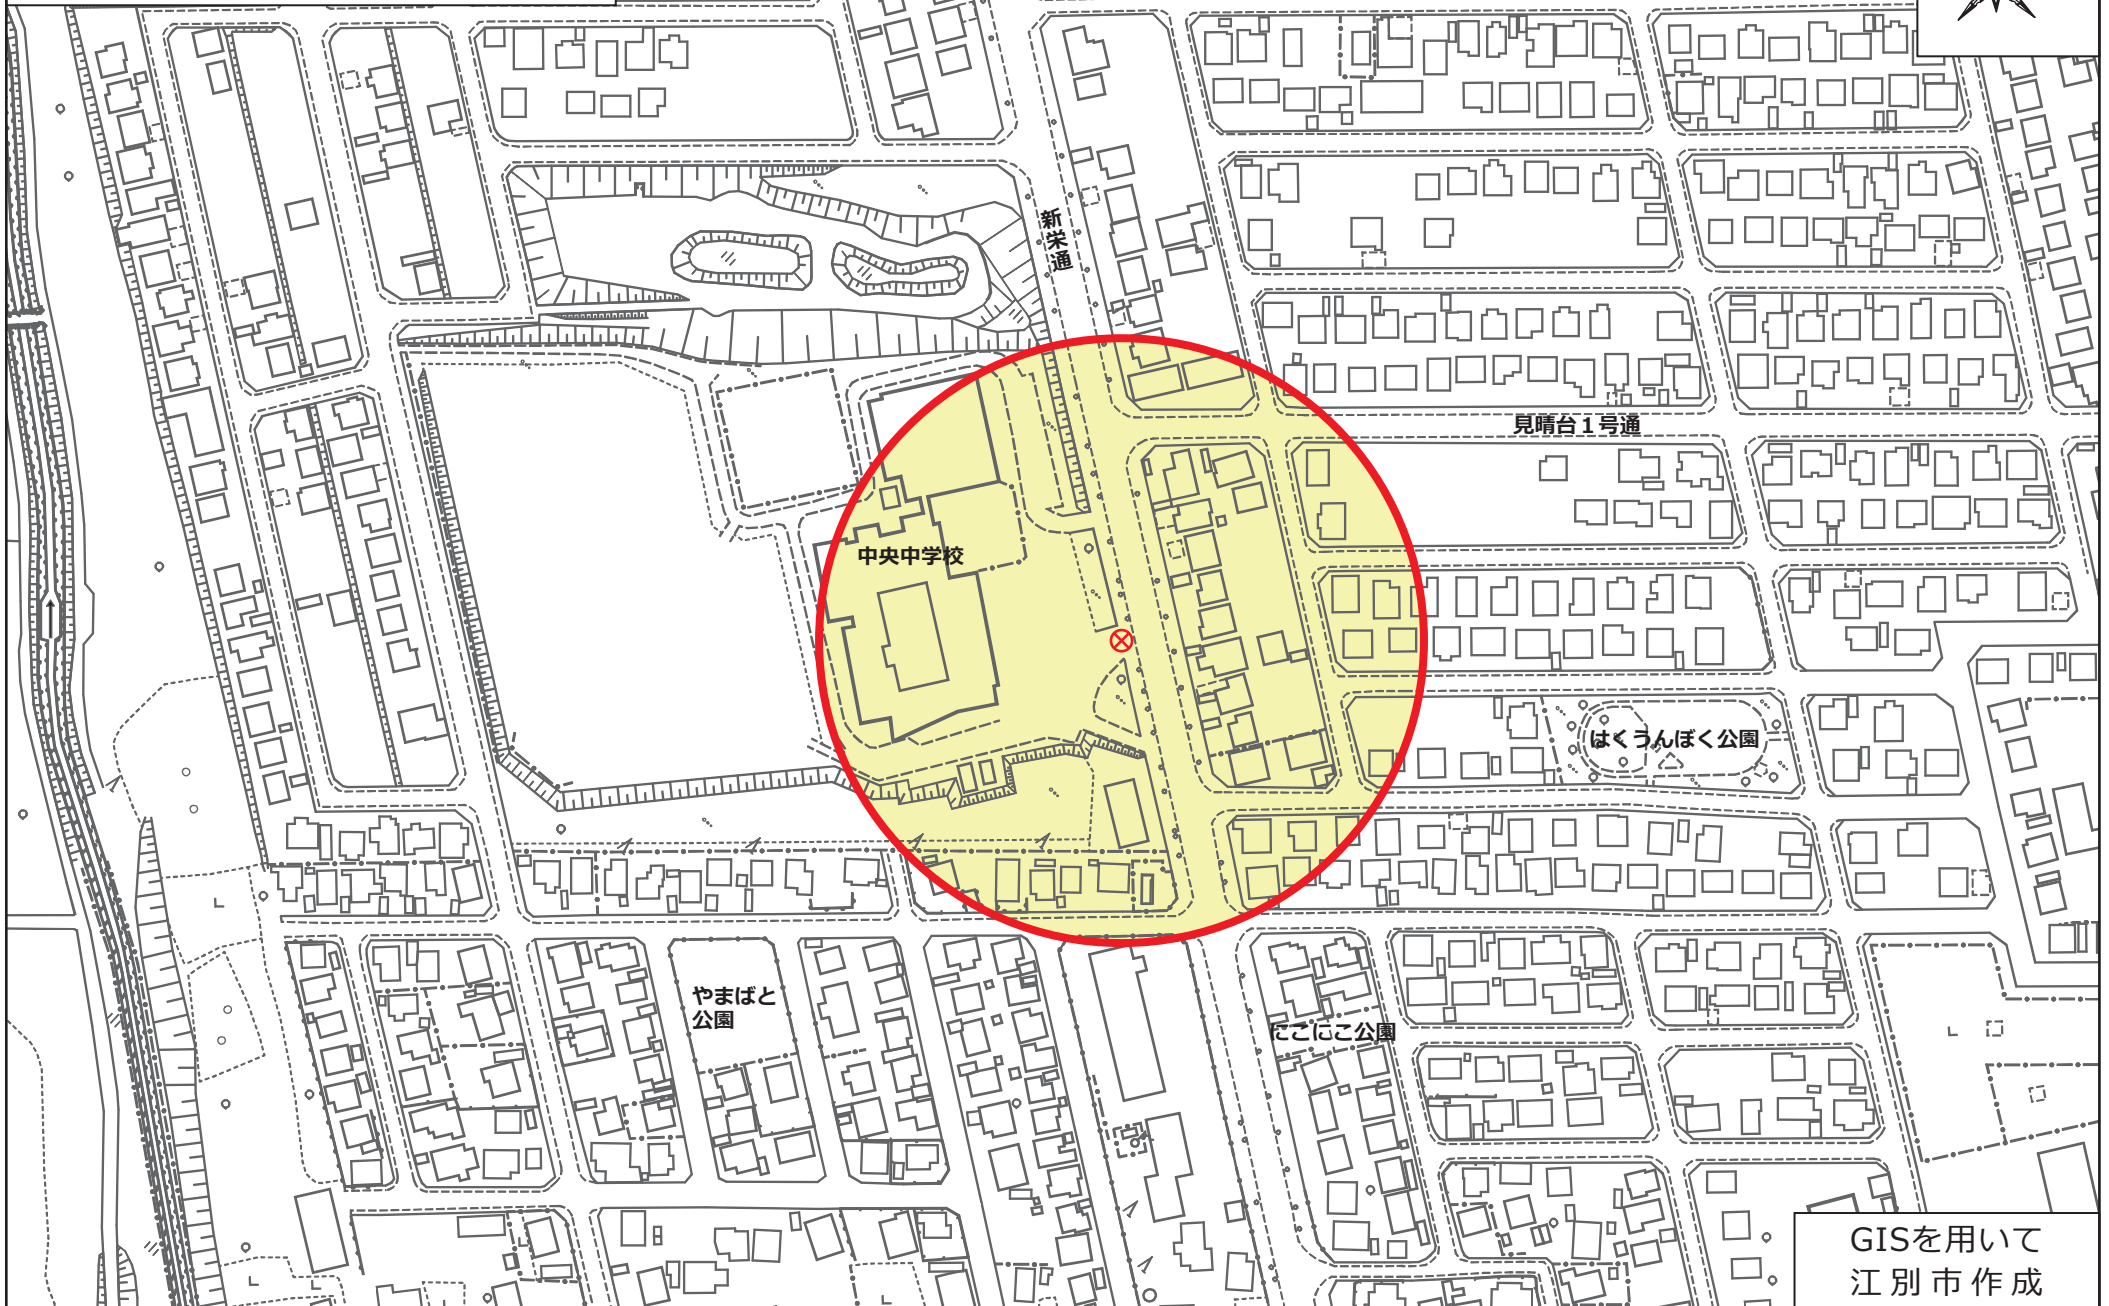 新栄通
見晴台1号通
中央中学校
はくうんぼく公園
やまばと
公園
にこにこ公園
GISを用いて
江別市作成